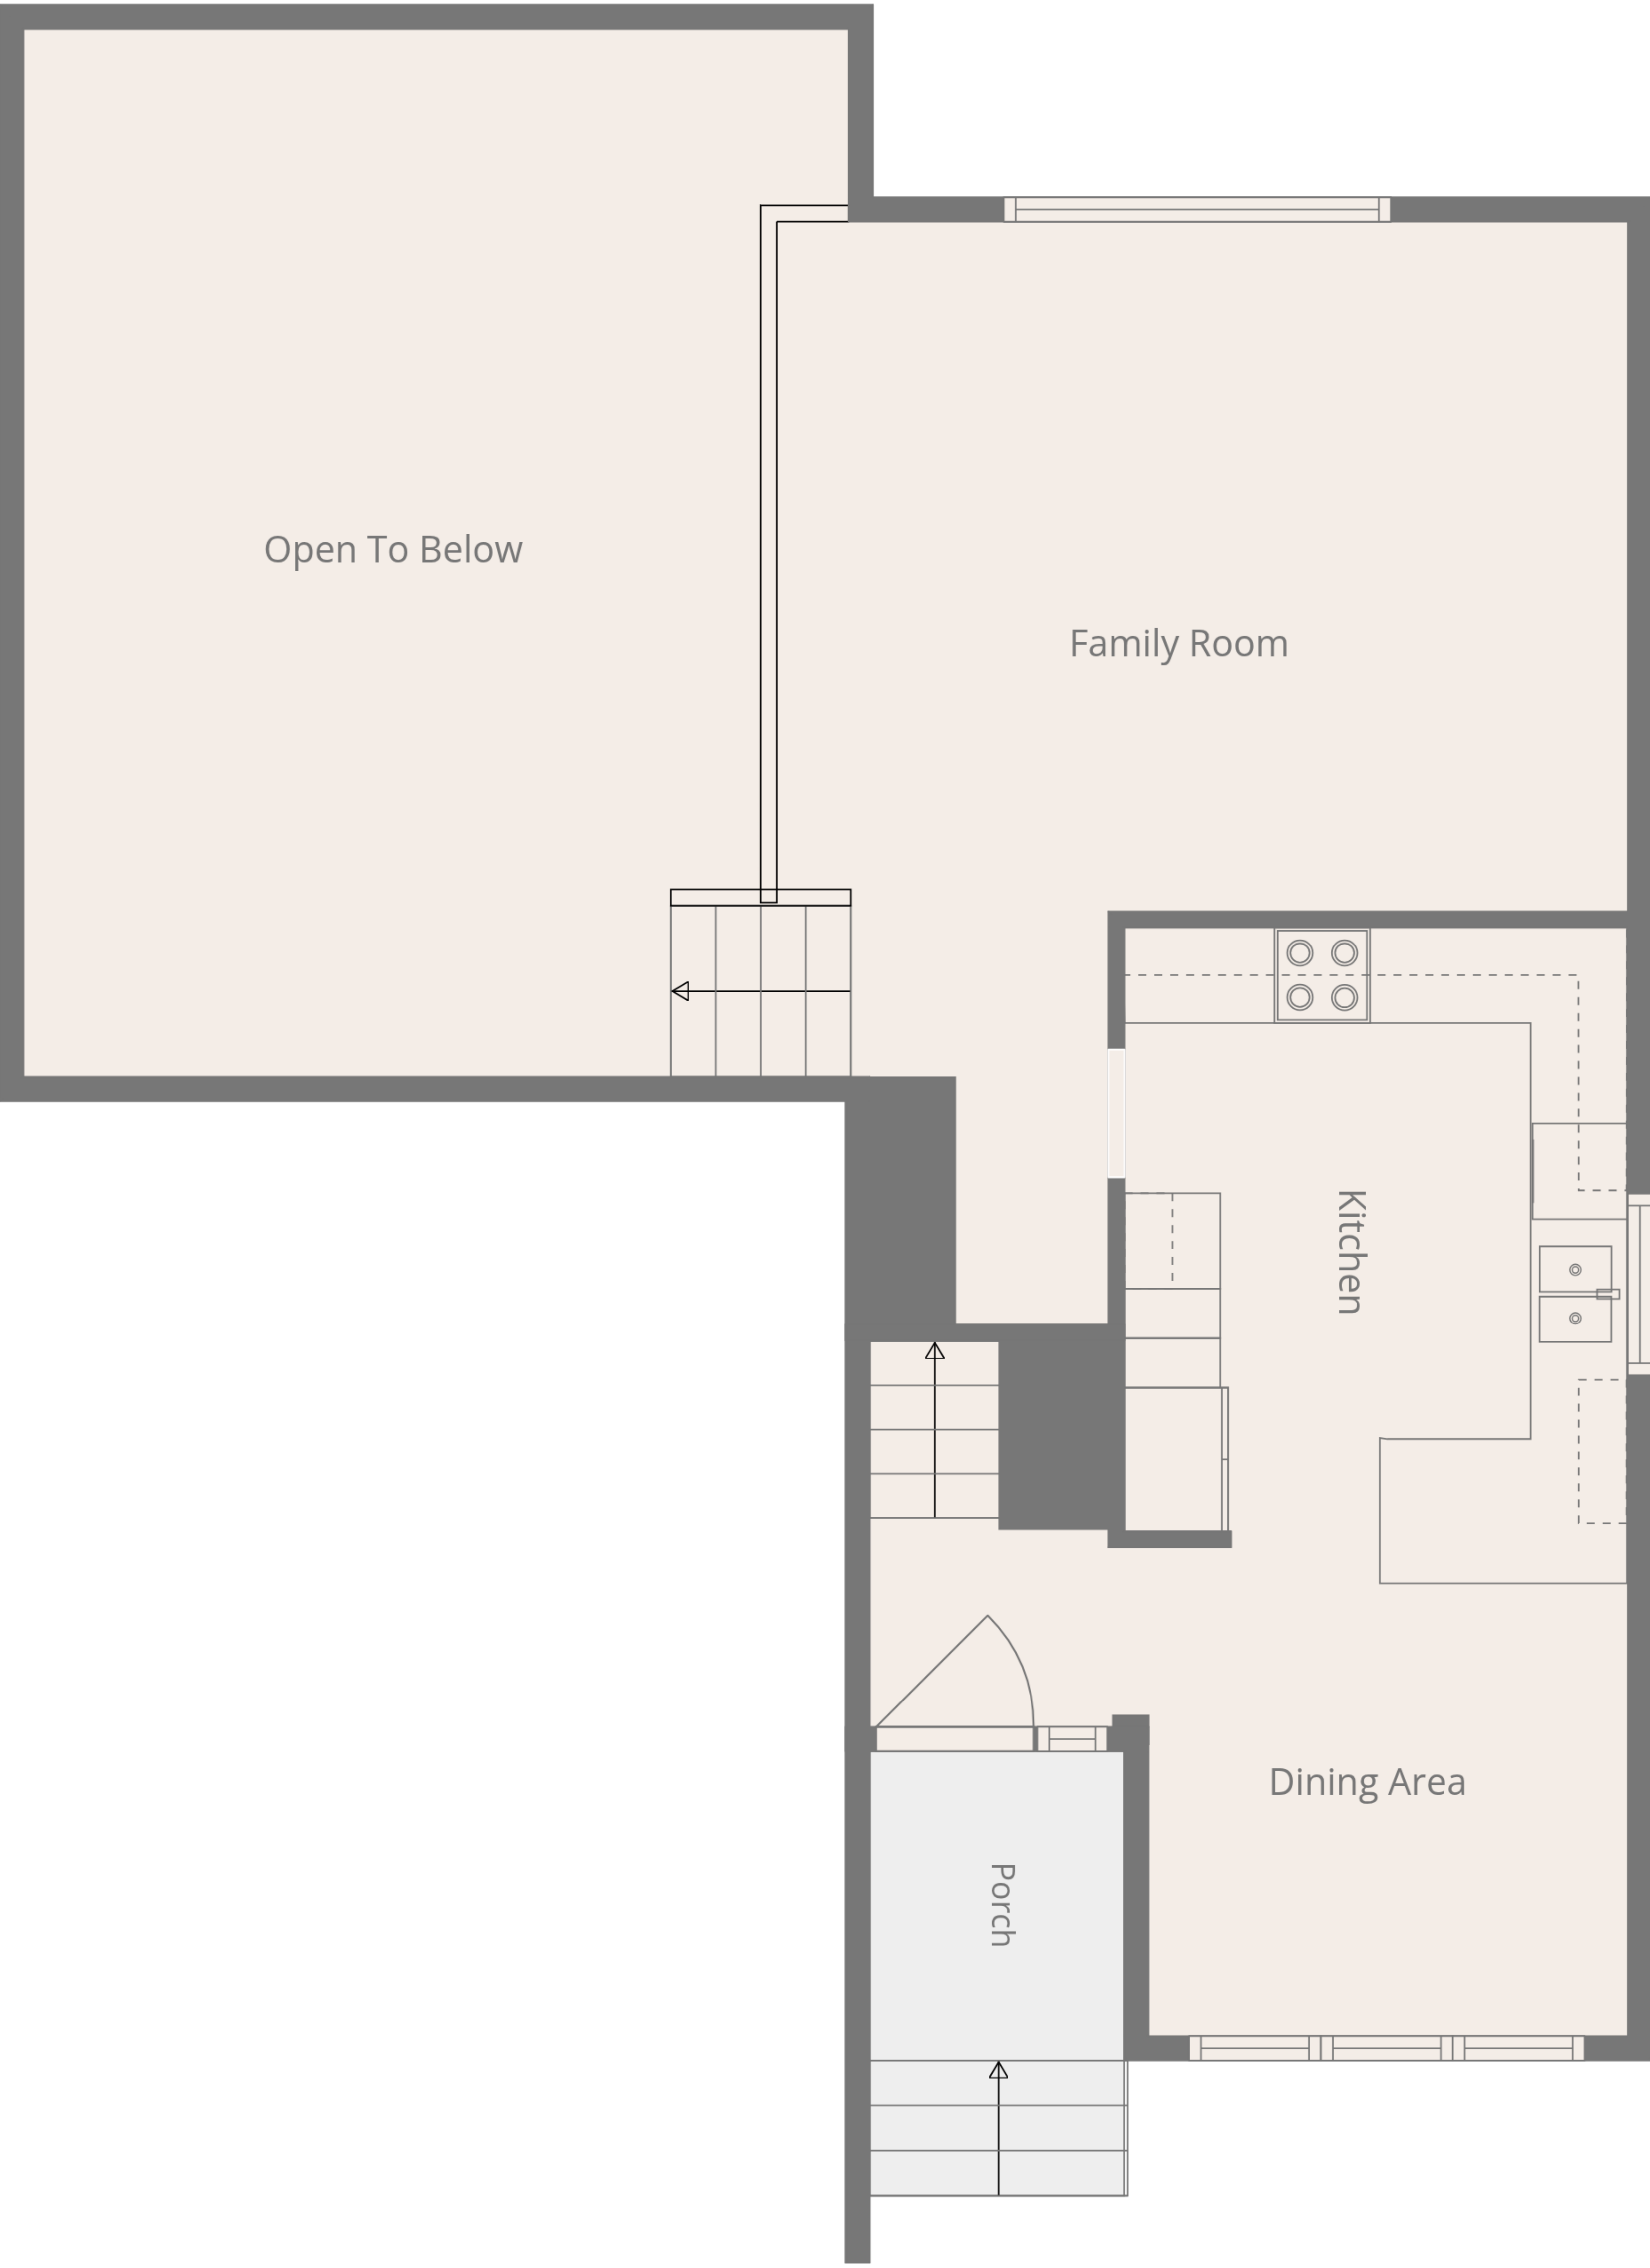 Open To Below
Family Room
Kitchen
Dining Area
Porch